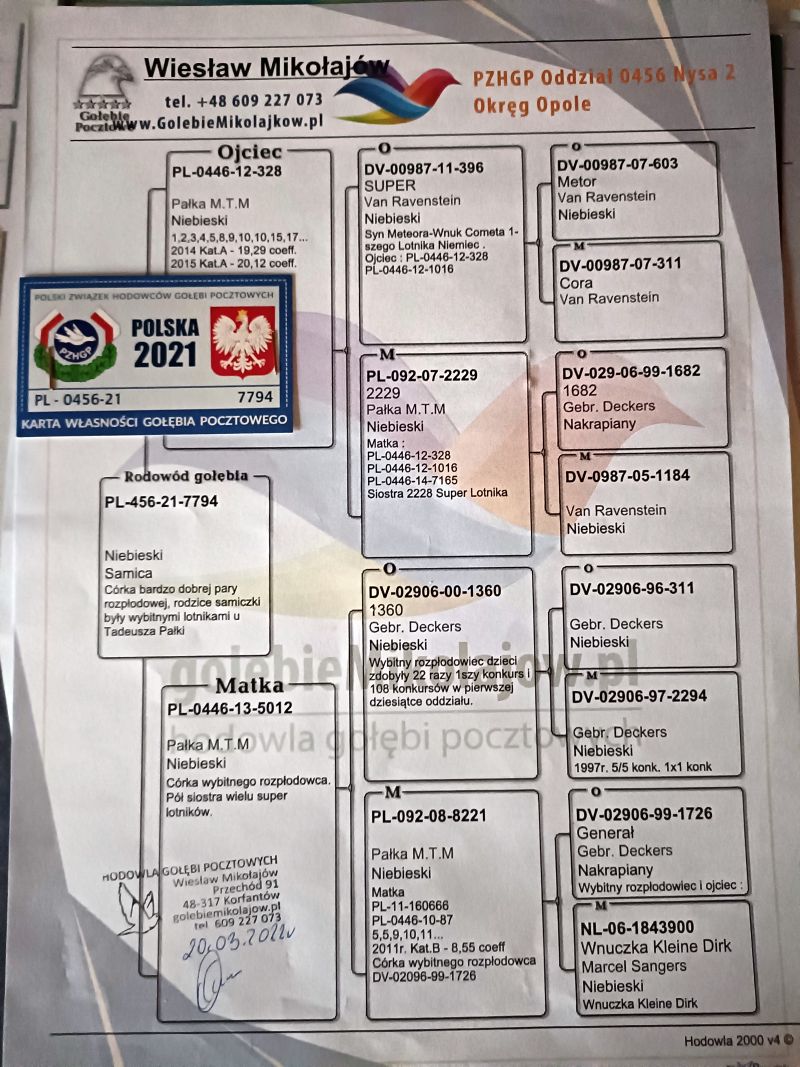 Wiesław Mikołajów
tel. +48 609 227 073
Gołębie
Pocztowe
www.GolebieMikolajkow.pl
PZHGP Oddział 0456 Nysa 2
Okręg Opole
Ojciec
PL-0446-12-328
Pałka M.T.M
Niebieski
1,2,3,4,5,8,9,10,10,15,17...
2014 Kat.A - 19,29 coeff.
2015 Kat.A - 20,12 coeff.
POLSKI ZWIĄZEK HODOWCÓW GOŁĘBI POCZTOWYCH
PZHGP
POLSKA
2021
PL - 0456-21
7794
KARTA WŁASNOŚCI GOŁĘBIA POCZTOWEGO
Rodowód gołębia
PL-456-21-7794
Niebieski
Samica
Córka bardzo dobrej pary
rozpłodowej, rodzice samiczki
były wybitnymi lotnikami u
Tadeusza Pałki
Matka
PL-0446-13-5012
Pałka M.T.M
Niebieski
Córka wybitnego rozpłodowca.
Pół siostra wielu super
lotników.
HODOWLA GOŁĘBI POCZTOWYCH
Wiesław Mikołajów
Przechód 91
48-317 Korfantów
golebiemikolajow.pl
tel. 609 227 073
20.03.2022r
O
DV-00987-11-396
SUPER
Van Ravenstein
Niebieski
Syn Meteora-Wnuk Cometa 1-
szego Lotnika Niemiec .
Ojciec : PL-0446-12-328
PL-0446-12-1016
M
PL-092-07-2229
2229
Pałka M.T.M
Niebieski
Matka :
PL-0446-12-328
PL-0446-12-1016
PL-0446-14-7165
Siostra 2228 Super Lotnika
O
DV-02906-00-1360
1360
Gebr. Deckers
Niebieski
Wybitny rozpłodowiec dzieci
zdobyły 22 razy 1szy konkurs i
108 konkursów w pierwszej
dziesiątce oddziału.
M
PL-092-08-8221
Pałka M.T.M
Niebieski
Matka
PL-11-160666
PL-0446-10-87
5,5,9,10,11...
2011r. Kat.B - 8,55 coeff
Córka wybitnego rozpłodowca
DV-02096-99-1726
O
DV-00987-07-603
Metor
Van Ravenstein
Niebieski
M
DV-00987-07-311
Cora
Van Ravenstein
O
DV-029-06-99-1682
1682
Gebr. Deckers
Nakrapiany
M
DV-0987-05-1184
Van Ravenstein
Niebieski
O
DV-02906-96-311
Gebr. Deckers
Niebieski
M
DV-02906-97-2294
Gebr. Deckers
Niebieski
1997r. 5/5 konk. 1x1 konk
O
DV-02906-99-1726
Generał
Gebr. Deckers
Nakrapiany
Wybitny rozpłodowiec i ojciec :
M
NL-06-1843900
Wnuczka Kleine Dirk
Marcel Sangers
Niebieski
Wnuczka Kleine Dirk
gołębieMikolajow.pl
hodowla gołębi pocztowych
Hodowla 2000 v4 ©